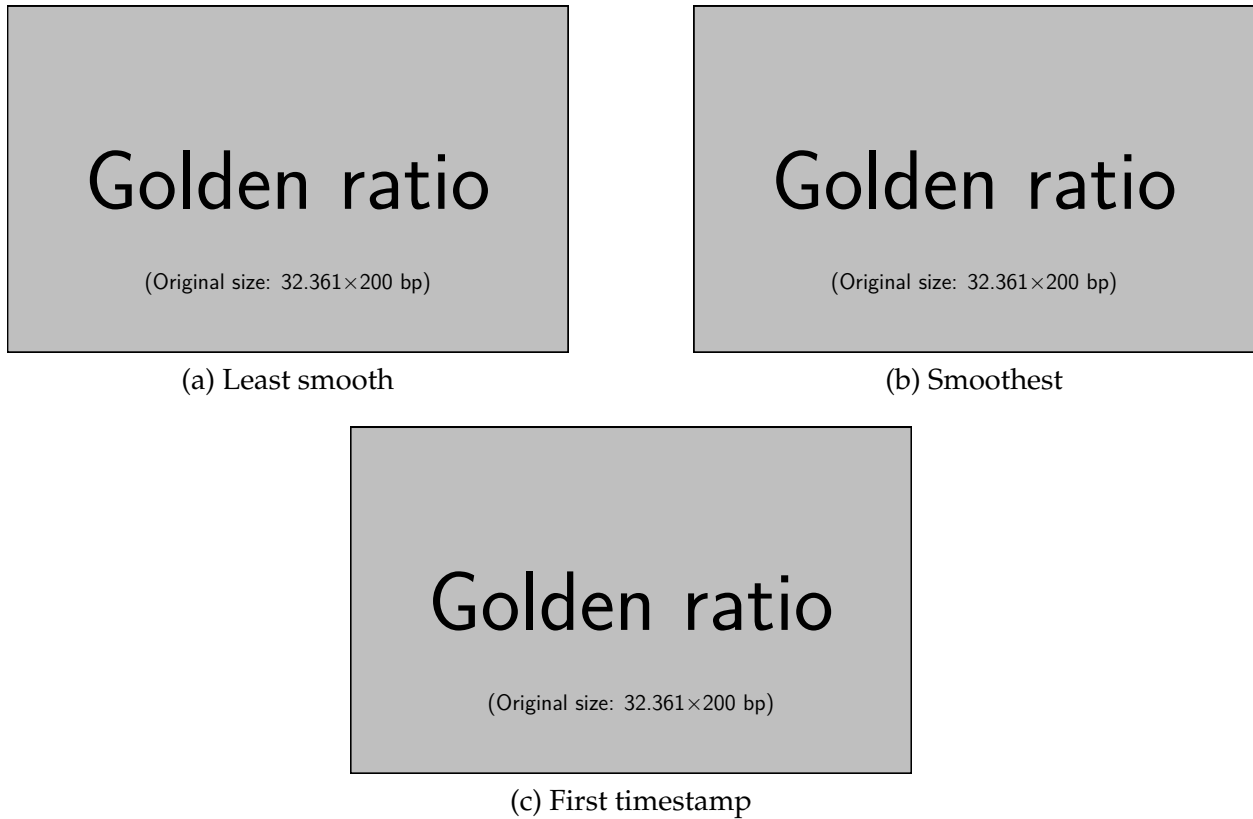 Golden ratio
(Original size: 32.361×200 bp)
(a) Least smooth
Golden ratio
(Original size: 32.361×200 bp)
(b) Smoothest
Golden ratio
(Original size: 32.361×200 bp)
(c) First timestamp